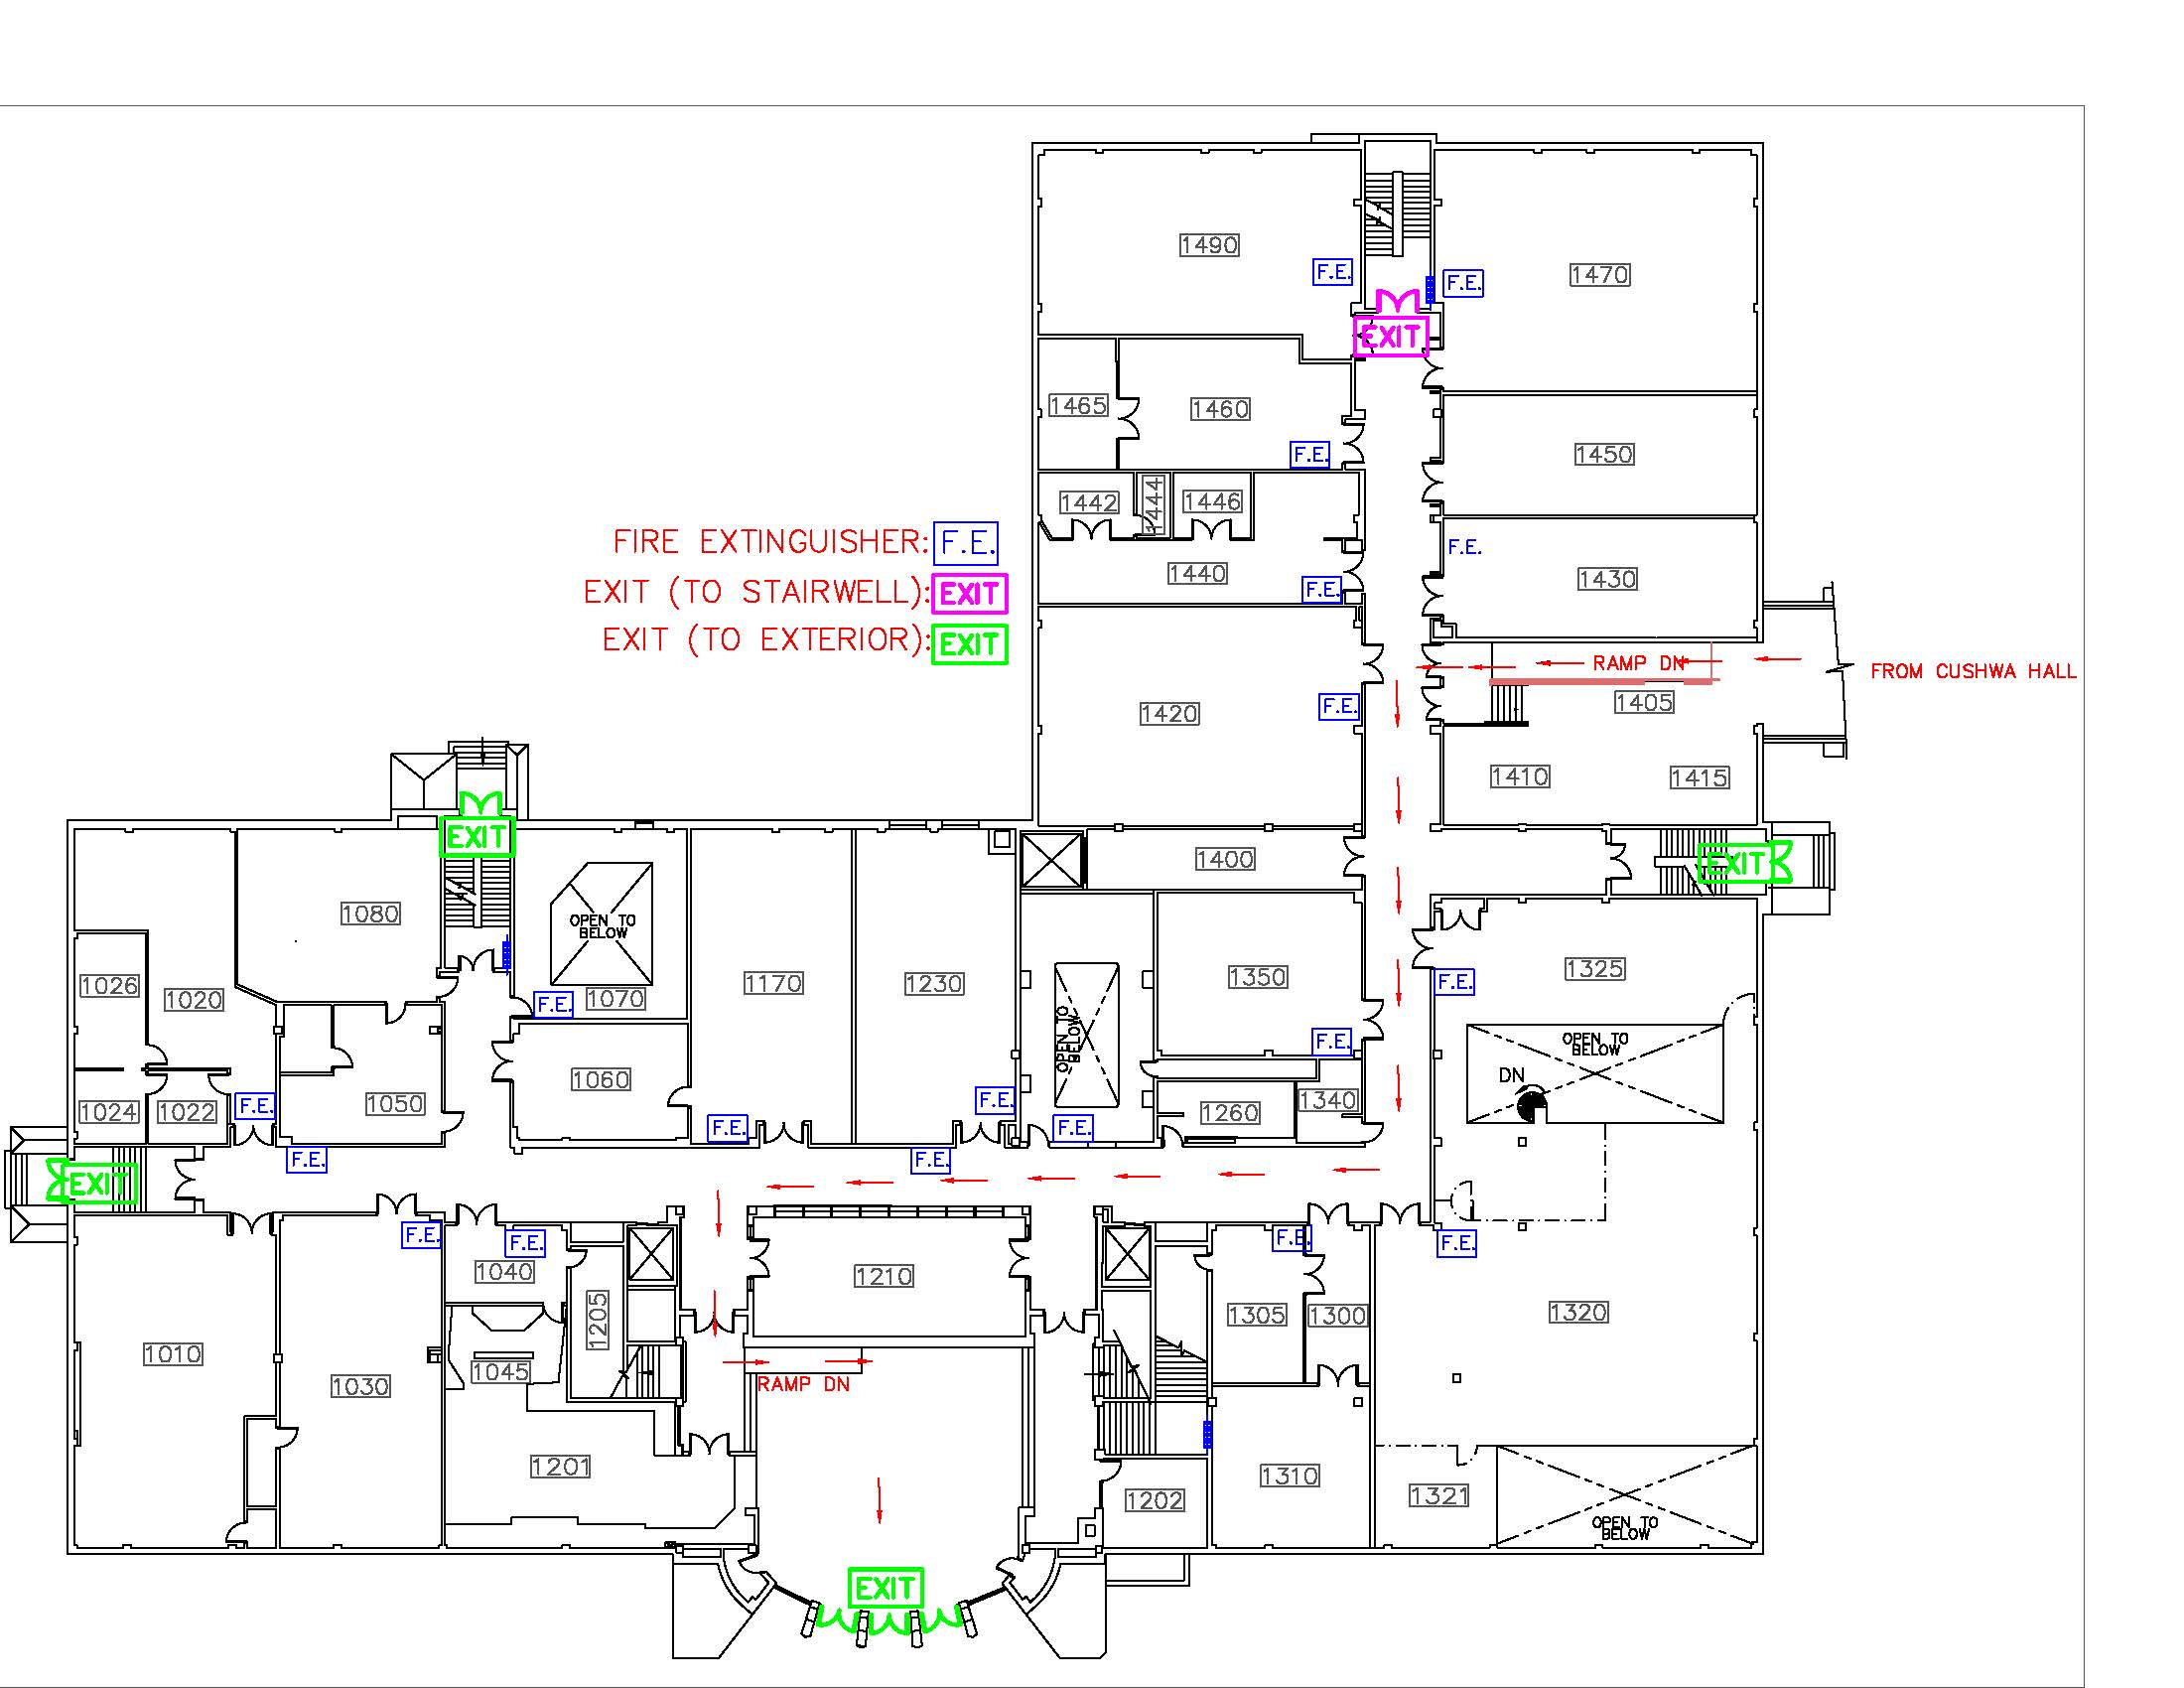 1490
1470
F.E.
F.E.
EXIT
1465
1460
1450
F.E.
1442
1444
1446
FIRE EXTINGUISHER: F.E.
F.E.
EXIT (TO STAIRWELL): EXIT
1440
1430
F.E.
EXIT (TO EXTERIOR): EXIT
RAMP DN
FROM CUSHWA HALL
1405
1420
F.E.
1410
1415
EXIT
1400
EXIT
1080
OPEN TO
BELOW
1026
1020
1070
F.E.
1170
1230
OPEN TO
BELOW
1350
F.E.
1325
F.E.
OPEN TO
BELOW
DN
1060
1024
1022
F.E.
1050
F.E.
F.E.
F.E.
1260
1340
EXIT
F.E.
F.E.
F.E.
F.E.
F.E.
F.E.
1040
1210
1205
1305
1300
1320
1010
1030
1045
RAMP DN
1201
1202
1310
1321
OPEN TO
BELOW
EXIT